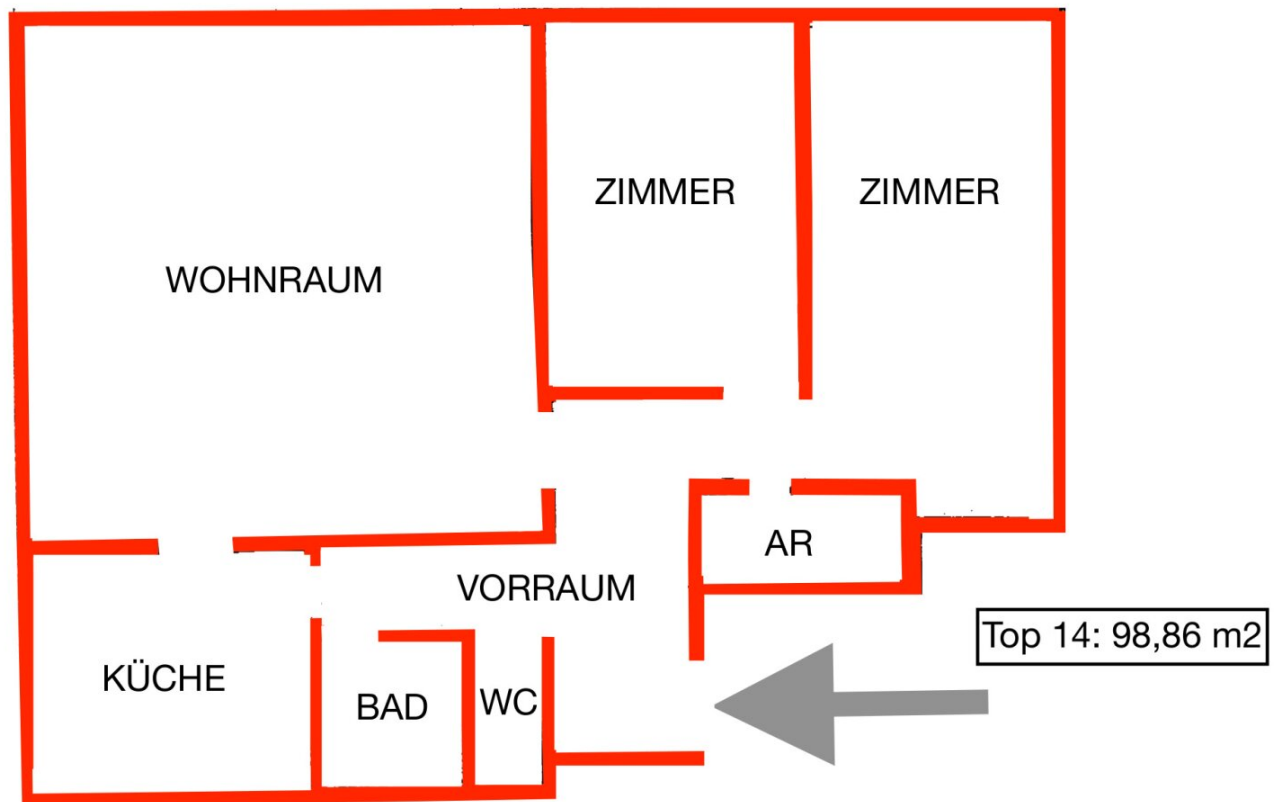 ZIMMER
ZIMMER
WOHNRAUM
AR
VORRAUM
Top 14: 98,86 m2
KÜCHE
BAD
WC